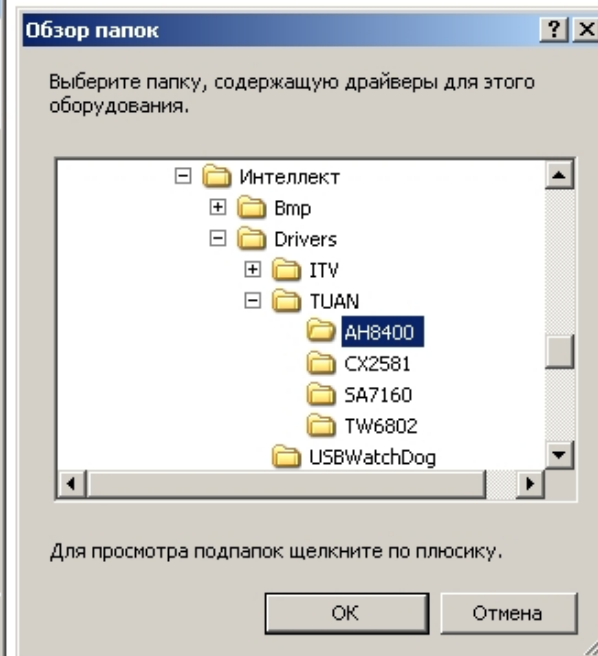 Обзор папок
Выберите папку, содержащую драйверы для этого
оборудования.
Интеллект
Bmp
Drivers
ITV
TUAN
AH8400
CX2581
SA7160
TW6802
USBWatchDog
Для просмотра подпапок щелкните по плюсику.
ОК
Отмена